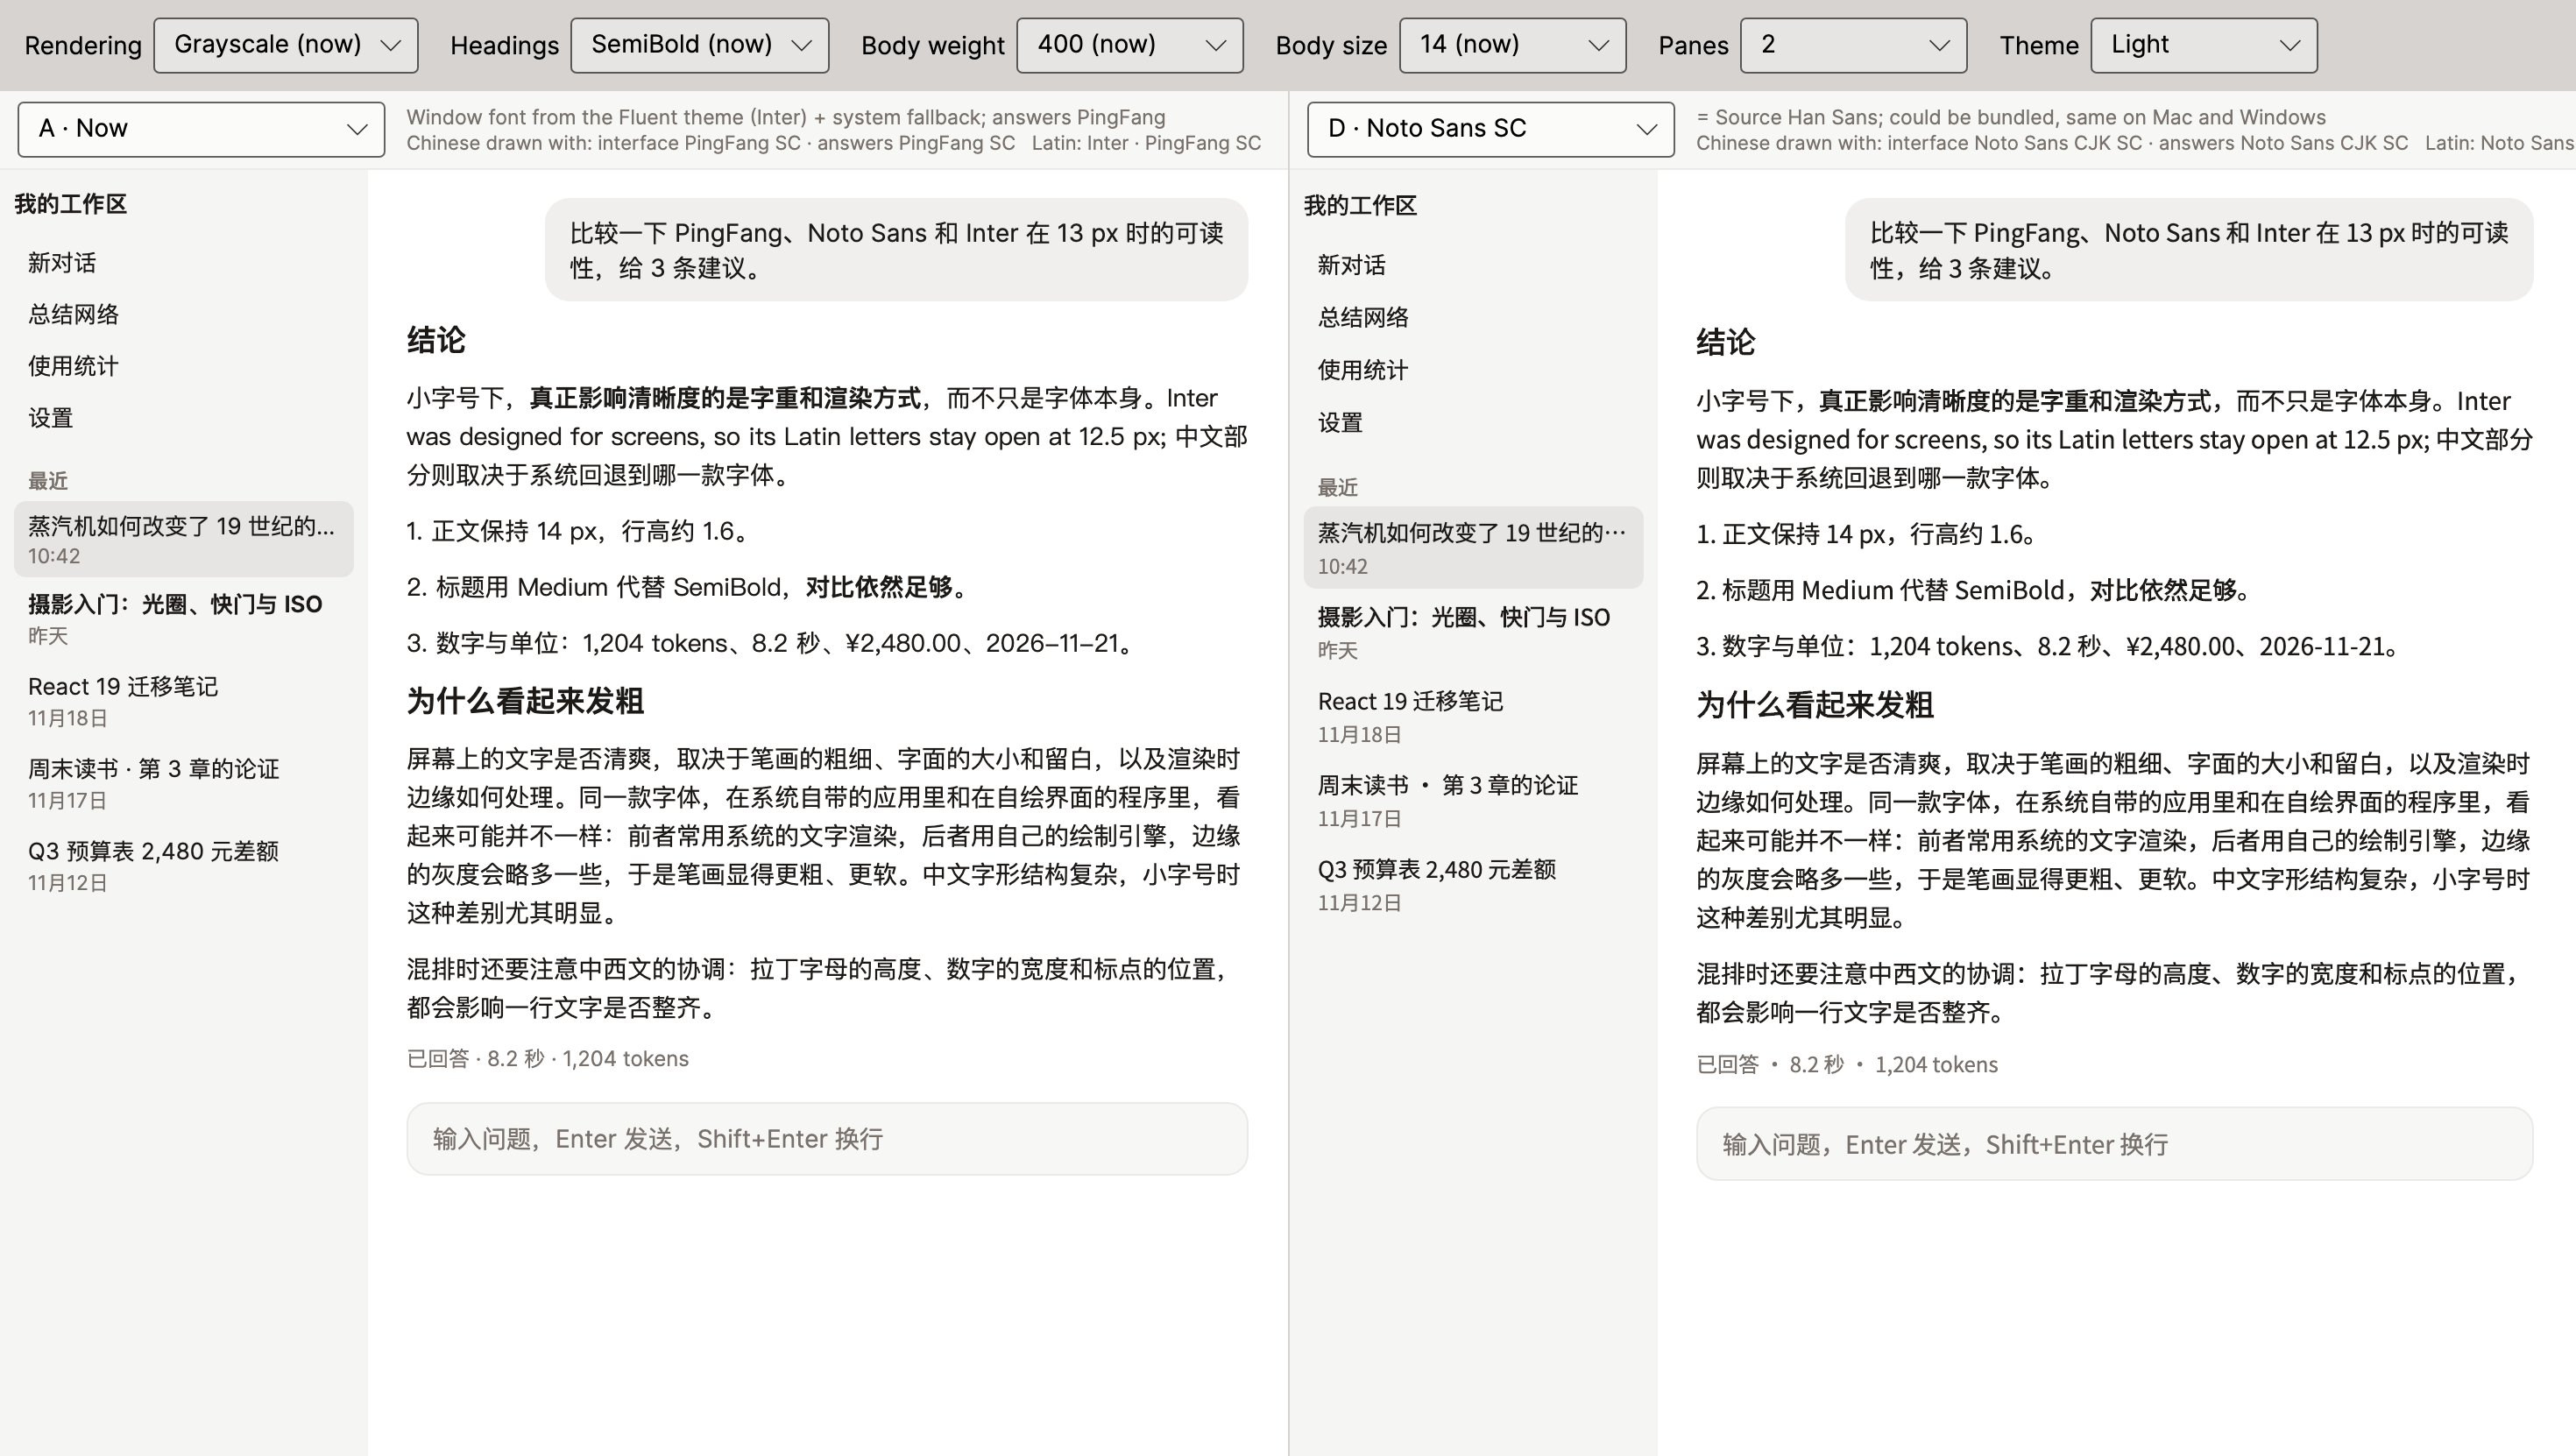 Rendering Grayscale (now) Headings SemiBold (now) Body weight 400 (now) Body size 14 (now) Panes 2 Theme Light
A · Now
Window font from the Fluent theme (Inter) + system fallback; answers PingFang
Chinese drawn with: interface PingFang SC · answers PingFang SC Latin: Inter · PingFang SC
我的工作区
新对话
总结网络
使用统计
设置
最近
蒸汽机如何改变了 19 世纪的...
10:42
摄影入门：光圈、快门与 ISO
昨天
React 19 迁移笔记
11月18日
周末读书 · 第 3 章的论证
11月17日
Q3 预算表 2,480 元差额
11月12日
比较一下 PingFang、Noto Sans 和 Inter 在 13 px 时的可读
性，给 3 条建议。
结论
小字号下，真正影响清晰度的是字重和渲染方式，而不只是字体本身。Inter
was designed for screens, so its Latin letters stay open at 12.5 px; 中文部
分则取决于系统回退到哪一款字体。
1. 正文保持 14 px，行高约 1.6。
2. 标题用 Medium 代替 SemiBold，对比依然足够。
3. 数字与单位：1,204 tokens、8.2 秒、¥2,480.00、2026–11–21。
为什么看起来发粗
屏幕上的文字是否清爽，取决于笔画的粗细、字面的大小和留白，以及渲染时
边缘如何处理。同一款字体，在系统自带的应用里和在自绘界面的程序里，看
起来可能并不一样：前者常用系统的文字渲染，后者用自己的绘制引擎，边缘
的灰度会略多一些，于是笔画显得更粗、更软。中文字形结构复杂，小字号时
这种差别尤其明显。
混排时还要注意中西文的协调：拉丁字母的高度、数字的宽度和标点的位置，
都会影响一行文字是否整齐。
已回答 · 8.2 秒 · 1,204 tokens
输入问题，Enter 发送，Shift+Enter 换行
D · Noto Sans SC
= Source Han Sans; could be bundled, same on Mac and Windows
Chinese drawn with: interface Noto Sans CJK SC · answers Noto Sans CJK SC Latin: Noto Sans
我的工作区
新对话
总结网络
使用统计
设置
最近
蒸汽机如何改变了 19 世纪的…
10:42
摄影入门：光圈、快门与 ISO
昨天
React 19 迁移笔记
11月18日
周末读书 · 第 3 章的论证
11月17日
Q3 预算表 2,480 元差额
11月12日
比较一下 PingFang、Noto Sans 和 Inter 在 13 px 时的可读
性，给 3 条建议。
结论
小字号下，真正影响清晰度的是字重和渲染方式，而不只是字体本身。Inter
was designed for screens, so its Latin letters stay open at 12.5 px; 中文部分
则取决于系统回退到哪一款字体。
1. 正文保持 14 px，行高约 1.6。
2. 标题用 Medium 代替 SemiBold，对比依然足够。
3. 数字与单位：1,204 tokens、8.2 秒、¥2,480.00、2026-11-21。
为什么看起来发粗
屏幕上的文字是否清爽，取决于笔画的粗细、字面的大小和留白，以及渲染时
边缘如何处理。同一款字体，在系统自带的应用里和在自绘界面的程序里，看
起来可能并不一样：前者常用系统的文字渲染，后者用自己的绘制引擎，边缘
的灰度会略多一些，于是笔画显得更粗、更软。中文字形结构复杂，小字号时
这种差别尤其明显。
混排时还要注意中西文的协调：拉丁字母的高度、数字的宽度和标点的位置，
都会影响一行文字是否整齐。
已回答 · 8.2 秒 · 1,204 tokens
输入问题，Enter 发送，Shift+Enter 换行